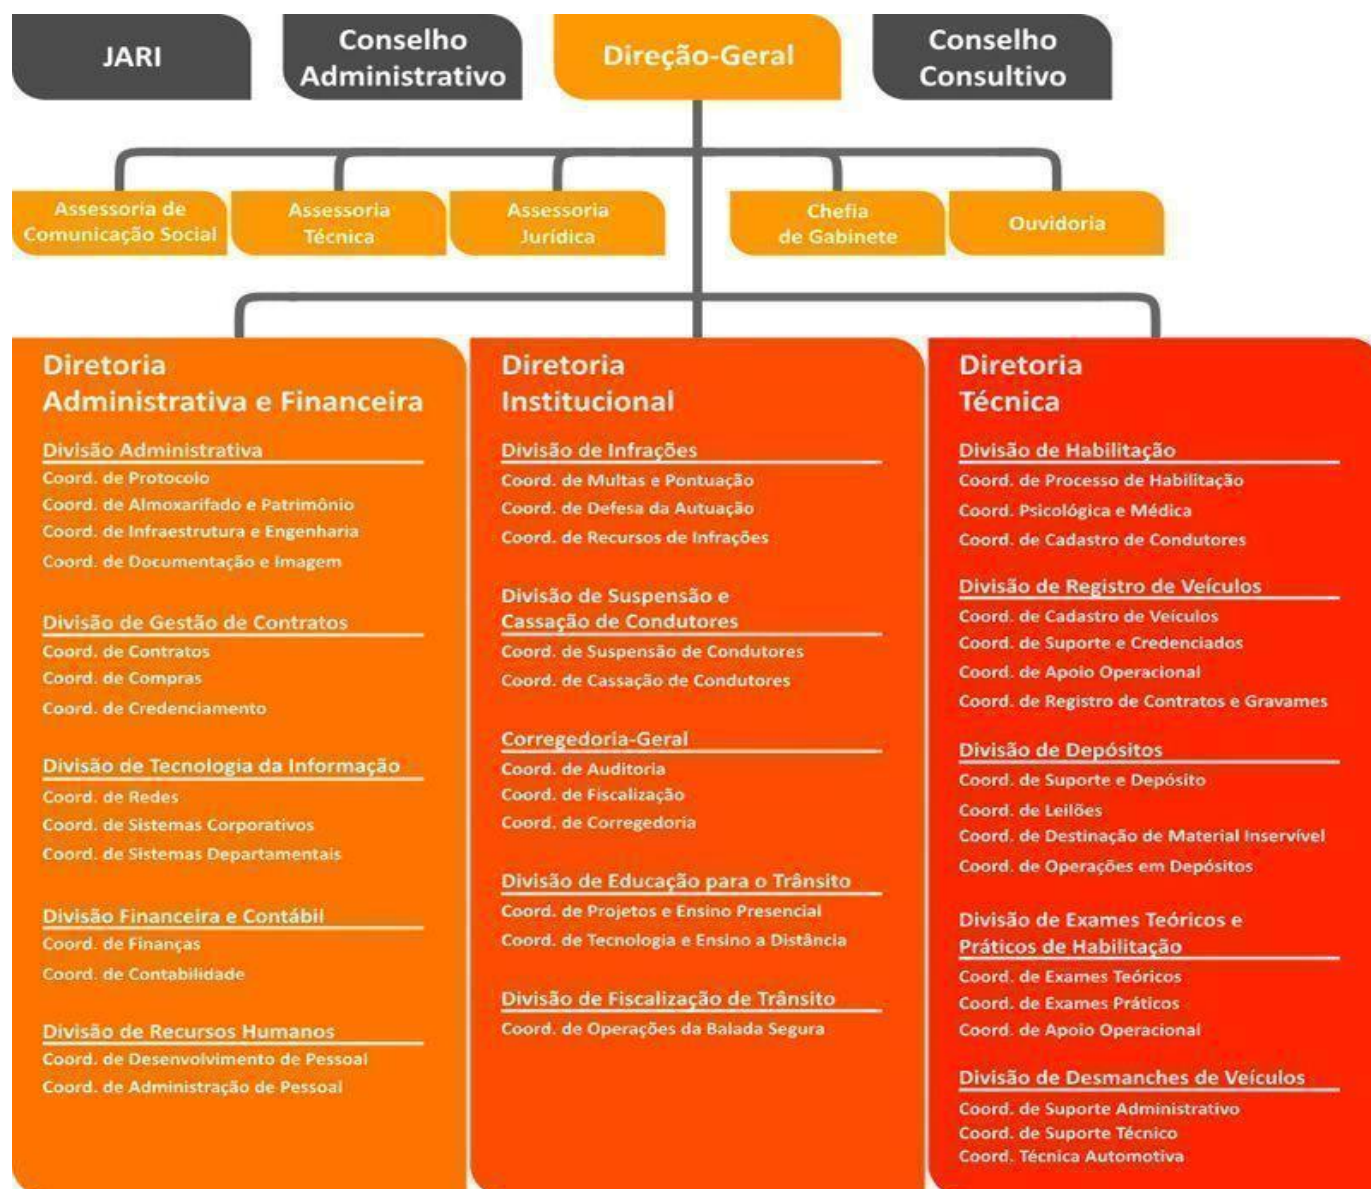 JARI
Conselho
Administrativo
Direção-Geral
Conselho
Consultivo
Assessoria de
Comunicação Social
Assessoria
Técnica
Assessoria
Jurídica
Chefia
de Gabinete
Ouvidoria
Diretoria
Administrativa e Financeira
Divisão Administrativa
Coord. de Protocolo
Coord. de Almoxarifado e Patrimônio
Coord. de Infraestrutura e Engenharia
Coord. de Documentação e Imagem
Divisão de Gestão de Contratos
Coord. de Contratos
Coord. de Compras
Coord. de Credenciamento
Divisão de Tecnologia da Informação
Coord. de Redes
Coord. de Sistemas Corporativos
Coord. de Sistemas Departamentais
Divisão Financeira e Contábil
Coord. de Finanças
Coord. de Contabilidade
Divisão de Recursos Humanos
Coord. de Desenvolvimento de Pessoal
Coord. de Administração de Pessoal
Diretoria
Institucional
Divisão de Infrações
Coord. de Multas e Pontuação
Coord. de Defesa da Autuação
Coord. de Recursos de Infrações
Divisão de Suspensão e
Cassação de Condutores
Coord. de Suspensão de Condutores
Coord. de Cassação de Condutores
Corregedoria-Geral
Coord. de Auditoria
Coord. de Fiscalização
Coord. de Corregedoria
Divisão de Educação para o Trânsito
Coord. de Projetos e Ensino Presencial
Coord. de Tecnologia e Ensino a Distância
Divisão de Fiscalização de Trânsito
Coord. de Operações da Balada Segura
Diretoria
Técnica
Divisão de Habilitação
Coord. de Processo de Habilitação
Coord. Psicológica e Médica
Coord. de Cadastro de Condutores
Divisão de Registro de Veículos
Coord. de Cadastro de Veículos
Coord. de Suporte e Credenciados
Coord. de Apoio Operacional
Coord. de Registro de Contratos e Gravames
Divisão de Depósitos
Coord. de Suporte e Depósito
Coord. de Leilões
Coord. de Destinação de Material Inservível
Coord. de Operações em Depósitos
Divisão de Exames Teóricos e
Práticos de Habilitação
Coord. de Exames Teóricos
Coord. de Exames Práticos
Coord. de Apoio Operacional
Divisão de Desmanches de Veículos
Coord. de Suporte Administrativo
Coord. de Suporte Técnico
Coord. Técnica Automotiva